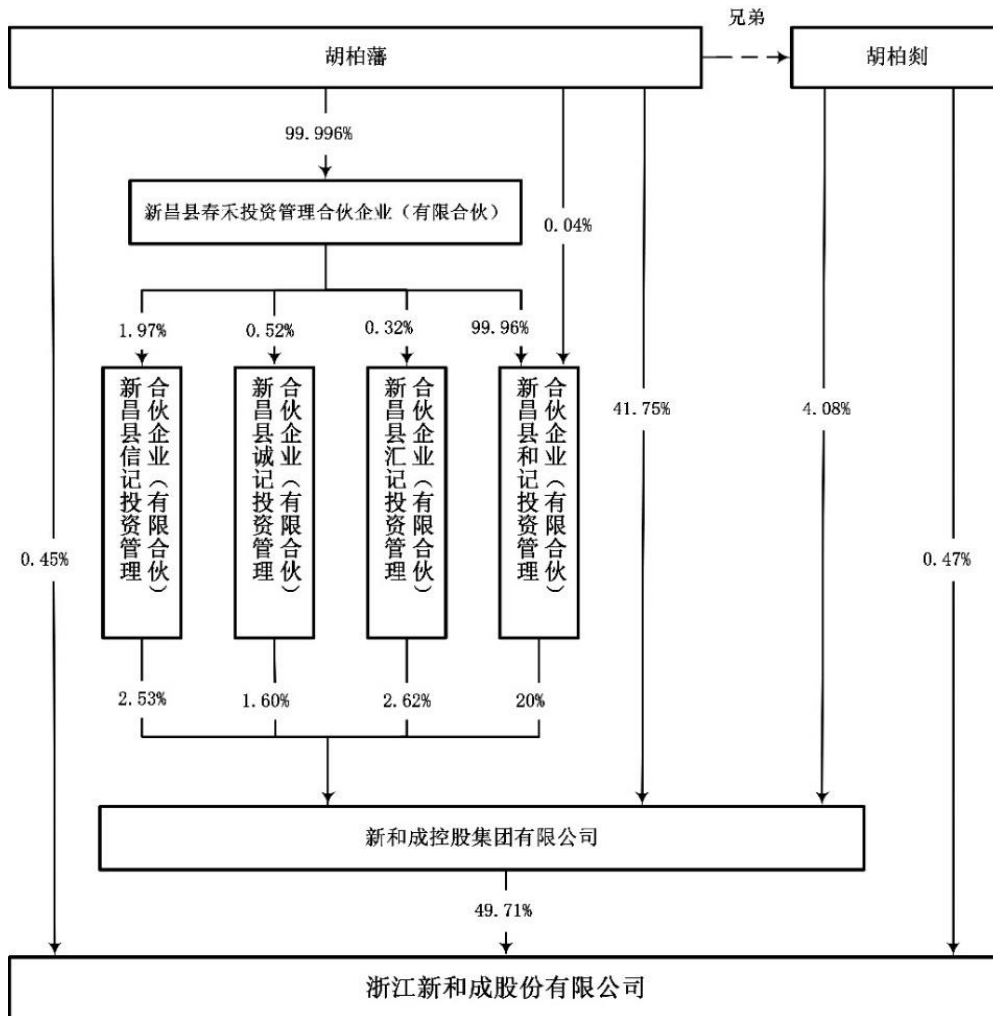 兄弟
胡柏藩
胡柏剡
99.996%
新昌县春禾投资管理合伙企业（有限合伙）
0.04%
1.97%
0.52%
0.32%
99.96%
新昌县信记投资管理
合伙企业（有限合伙）
新昌县诚记投资管理
合伙企业（有限合伙）
新昌县汇记投资管理
合伙企业（有限合伙）
新昌县和记投资管理
合伙企业（有限合伙）
41.75%
4.08%
0.45%
0.47%
2.53%
1.60%
2.62%
20%
新和成控股集团有限公司
49.71%
浙江新和成股份有限公司